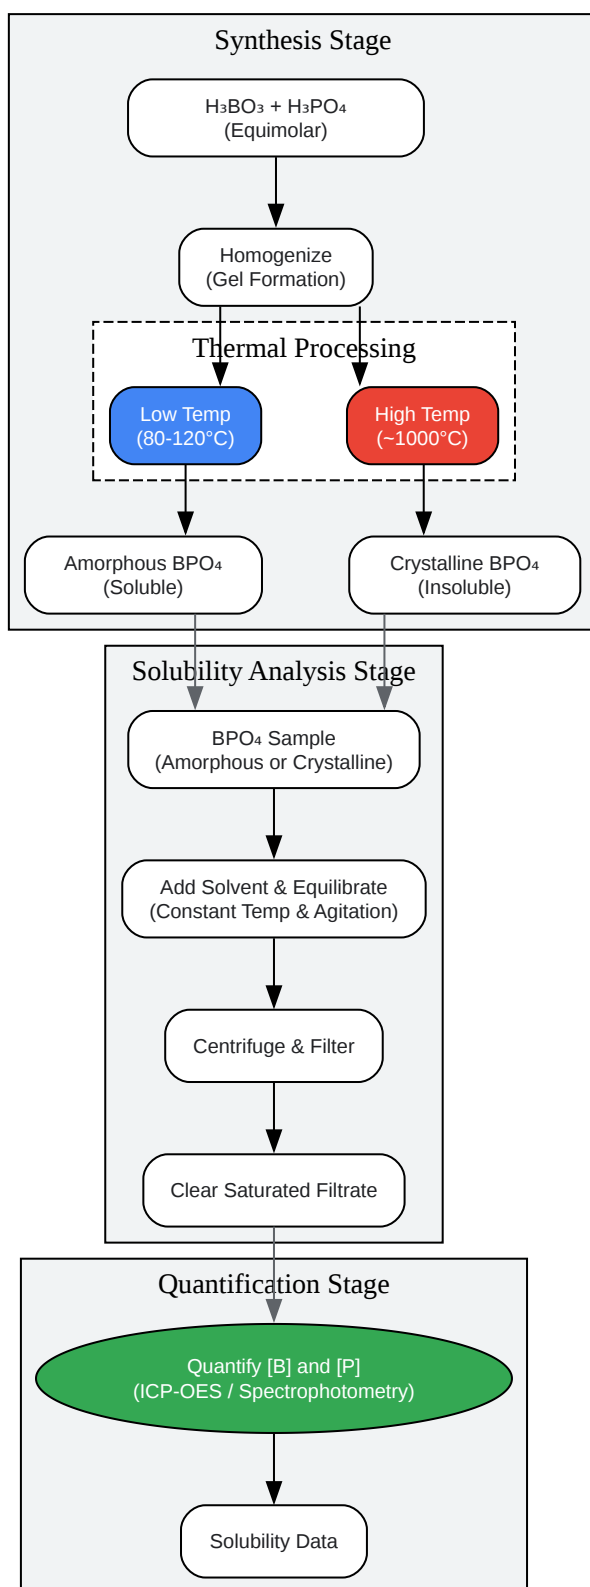 Synthesis Stage
H₃BO₃ + H₃PO₄
(Equimolar)
Homogenize
(Gel Formation)
Thermal Processing
Low Temp
(80-120°C)
High Temp
(~1000°C)
Amorphous BPO₄
(Soluble)
Crystalline BPO₄
(Insoluble)
Solubility Analysis Stage
BPO₄ Sample
(Amorphous or Crystalline)
Add Solvent & Equilibrate
(Constant Temp & Agitation)
Centrifuge & Filter
Clear Saturated Filtrate
Quantification Stage
Quantify [B] and [P]
(ICP-OES / Spectrophotometry)
Solubility Data